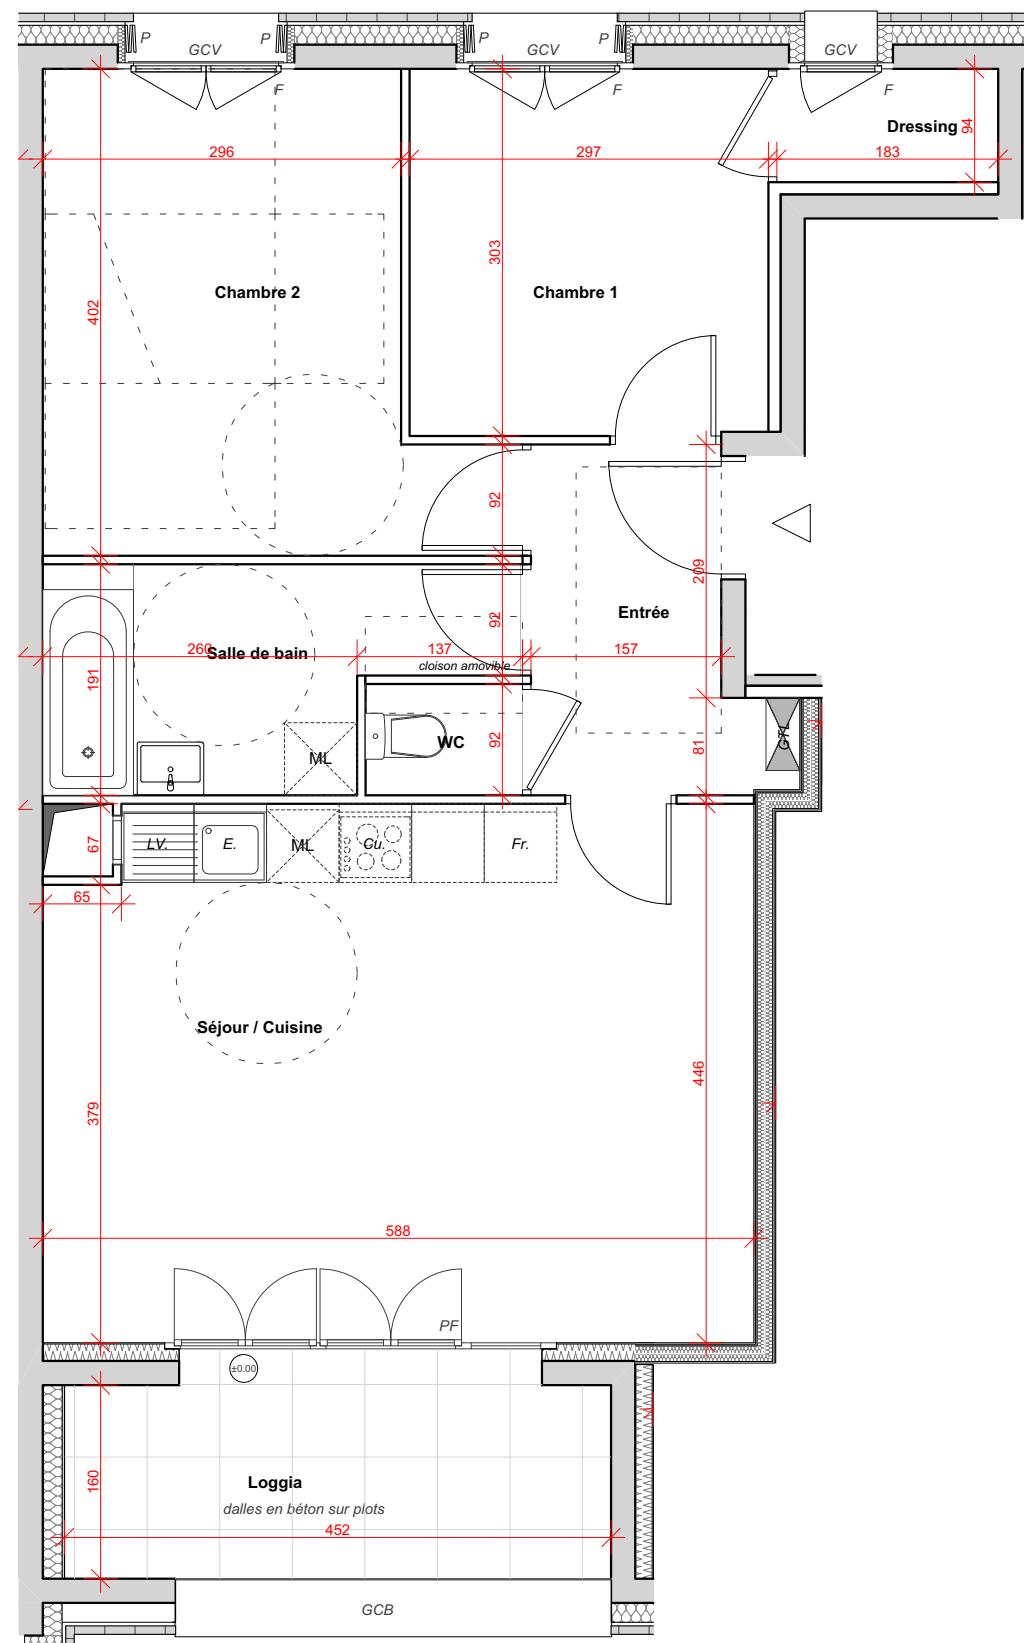 P
GCV
P
P
GCV
P
GCV
F
F
F
Dressing
94
296
297
183
303
402
Chambre 2
Chambre 1
92
209
92
Entrée
260
Salle de bain
137
157
cloison amovible
191
92
WC
81
GTL
ML
67
LV.
E.
ML
Cu.
Fr.
65
Séjour / Cuisine
446
379
588
PF
±0.00
160
Loggia
dalles en béton sur plots
452
GCB